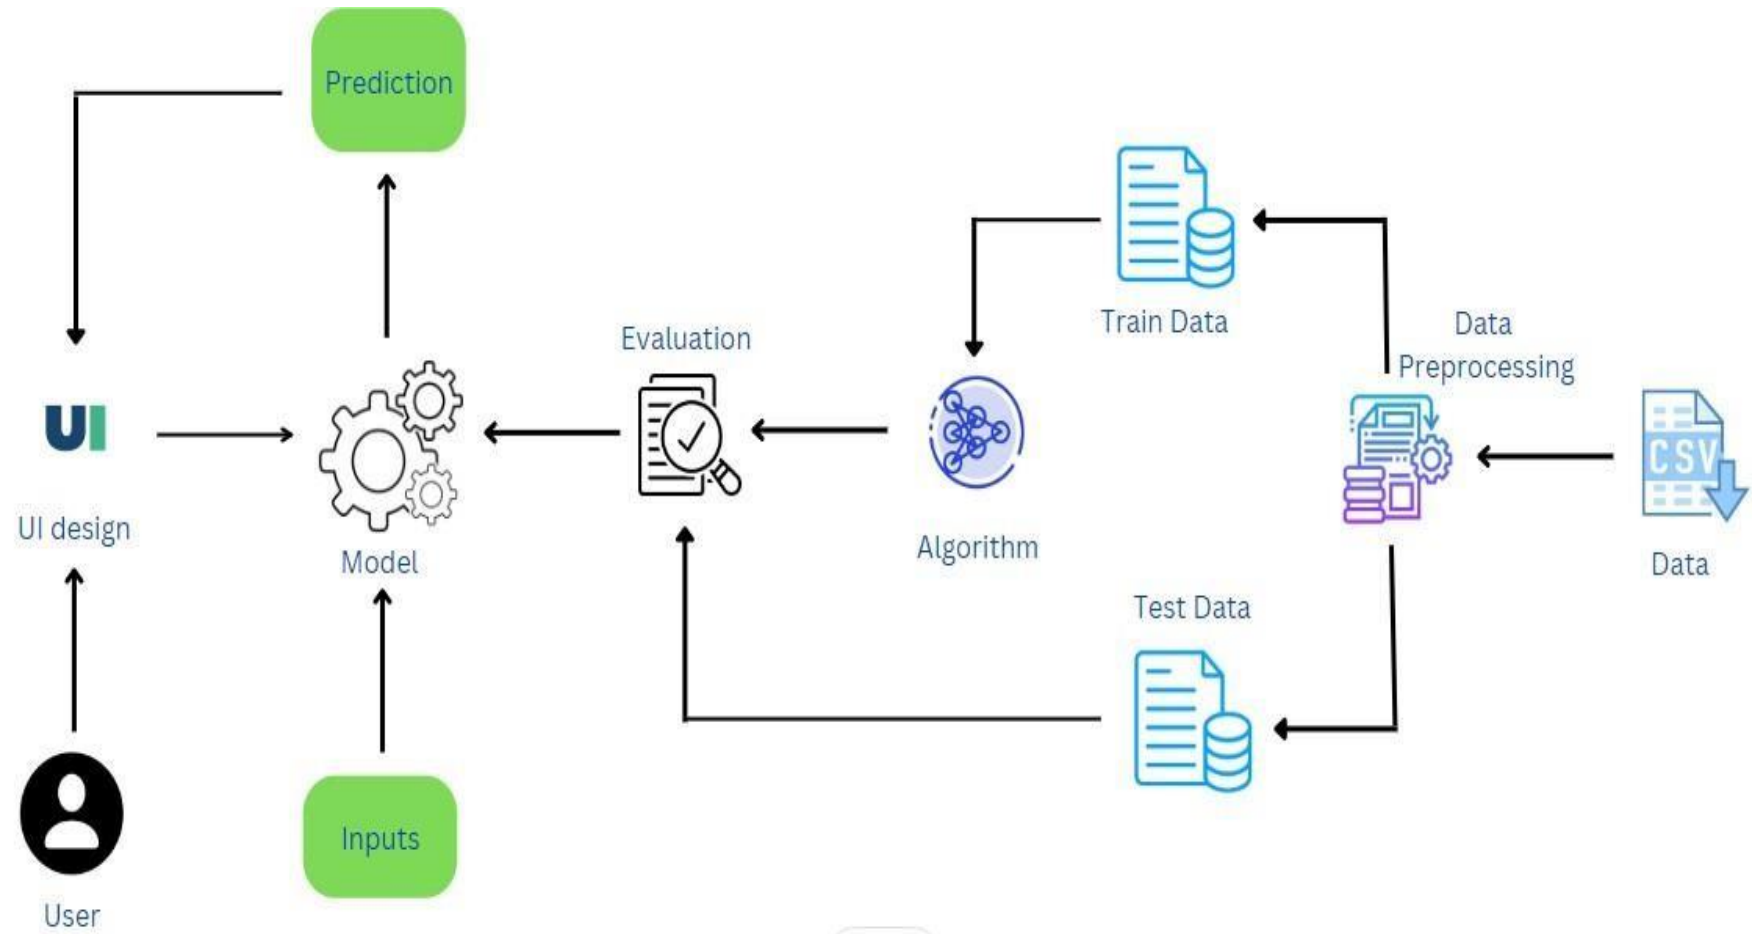 Prediction
Train Data
Data
Preprocessing
Evaluation
UI
CSV
UI design
Model
Algorithm
Data
Test Data
Inputs
User